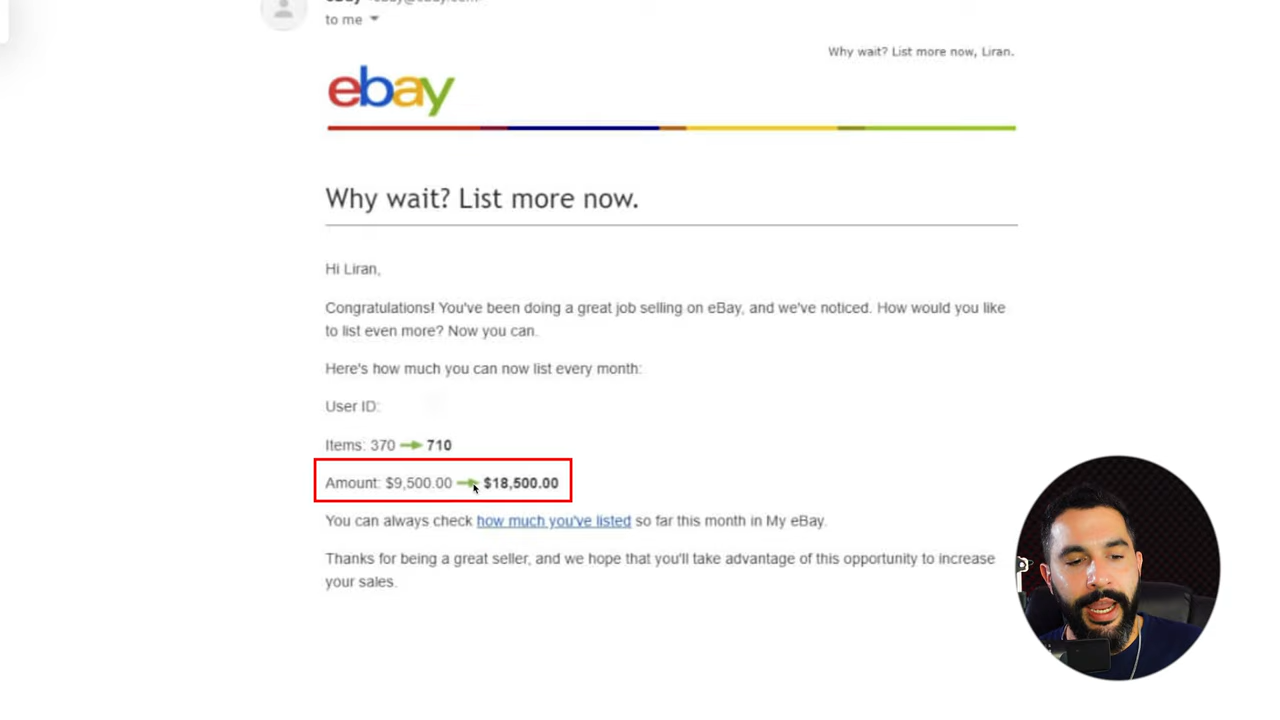 to me
Why wait? List more now, Liran.
ebay
Why wait? List more now.
Hi Liran,
Congratulations! You've been doing a great job selling on eBay, and we've noticed. How would you like
to list even more? Now you can.
Here's how much you can now list every month:
User ID:
Items: 370 710
Amount: $9,500.00 $18,500.00
You can always check how much you've listed so far this month in My eBay.
Thanks for being a great seller, and we hope that you'll take advantage of this opportunity to increase
your sales.